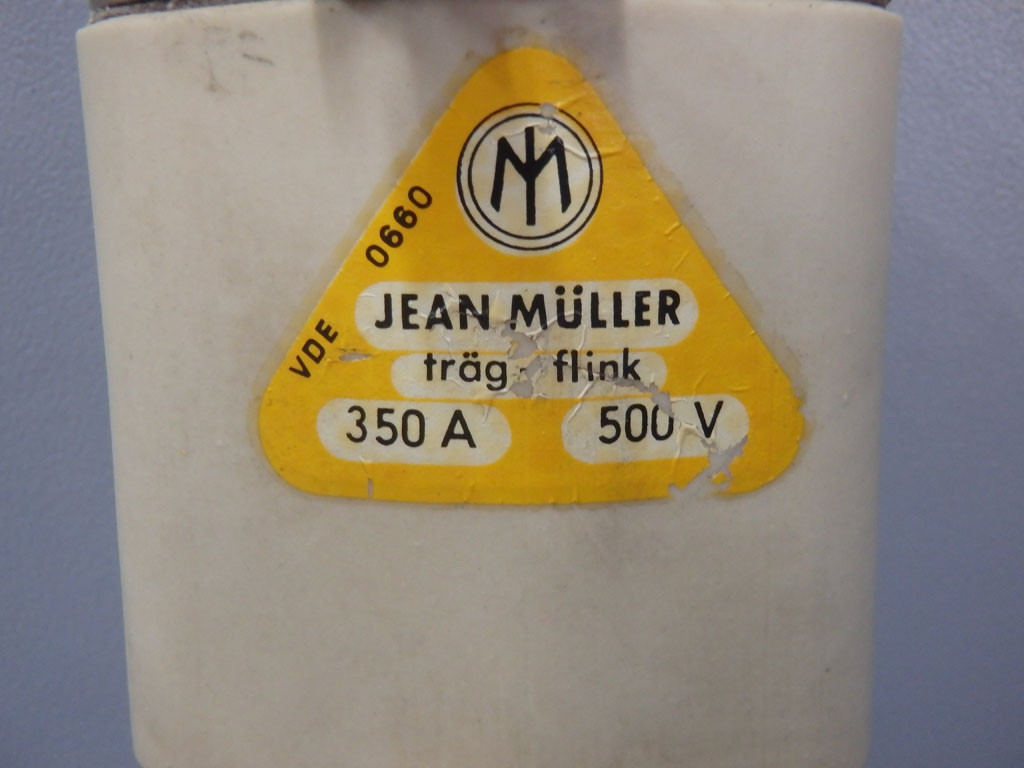 VDE 0660
JEAN MÜLLER
träg - flink
350 A 500 V